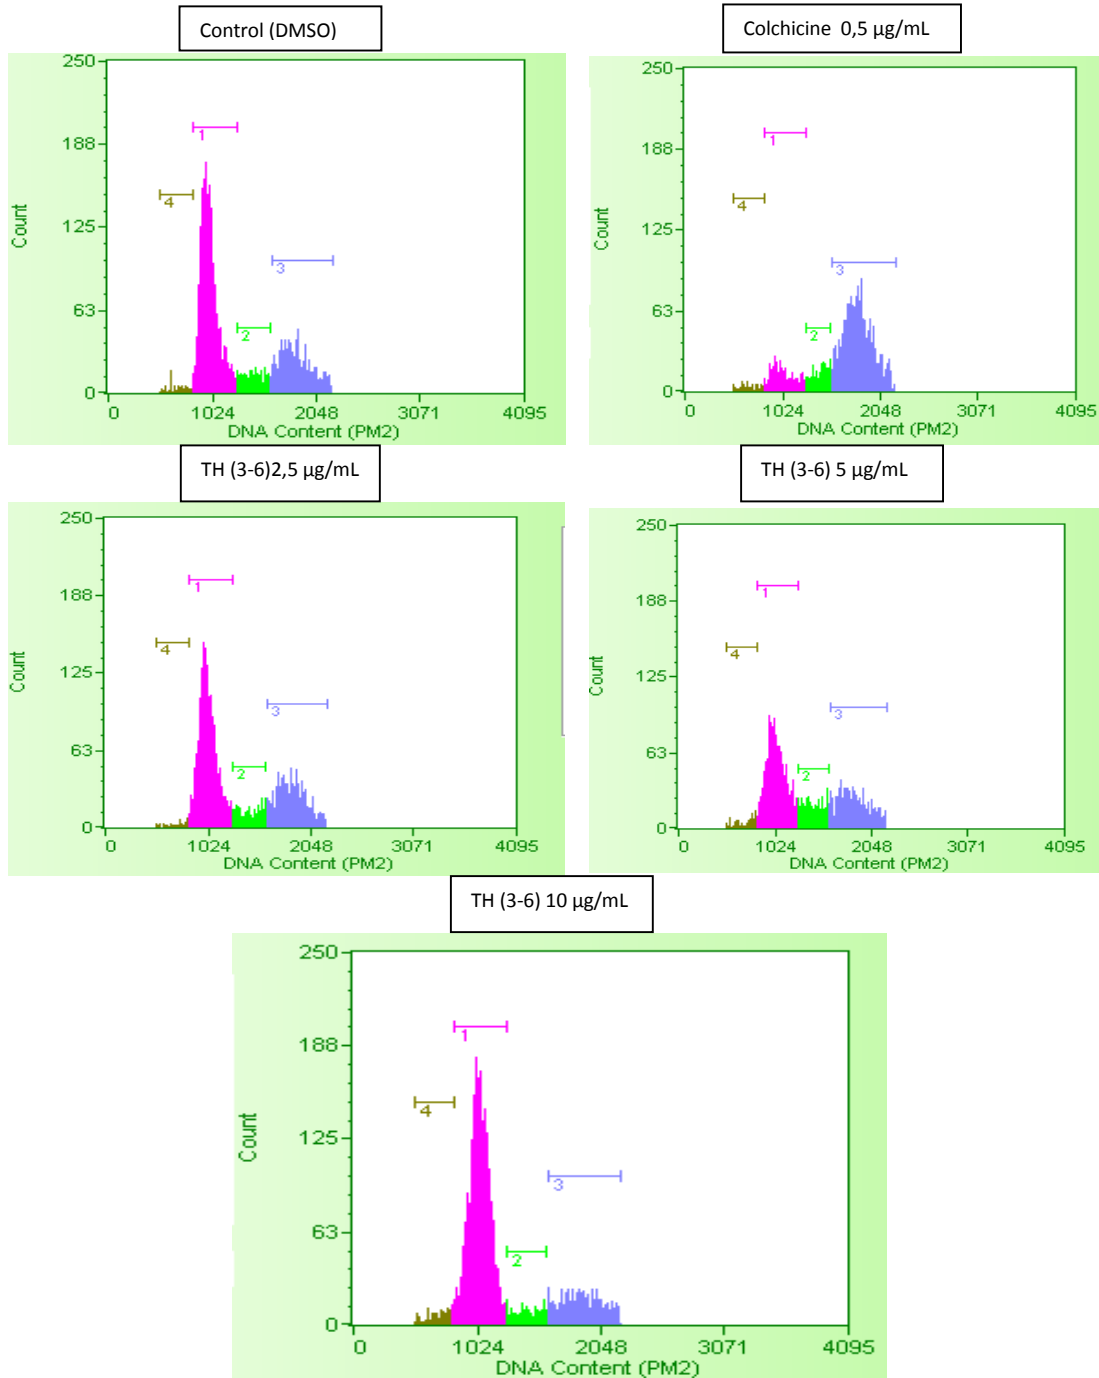 Control (DMSO)
Colchicine 0,5 µg/mL
250
188
125
63
0
Count
1
4
2
3
0 1024 2048 3071 4095
DNA Content (PM2)
250
188
125
63
0
Count
1
4
2
3
0 1024 2048 3071 4095
DNA Content (PM2)
TH (3-6)2,5 µg/mL
TH (3-6) 5 µg/mL
250
188
125
63
0
Count
1
4
2
3
0 1024 2048 3071 4095
DNA Content (PM2)
250
188
125
63
0
Count
1
4
2
3
0 1024 2048 3071 4095
DNA Content (PM2)
TH (3-6) 10 µg/mL
250
188
125
63
0
Count
1
4
2
3
0 1024 2048 3071 4095
DNA Content (PM2)